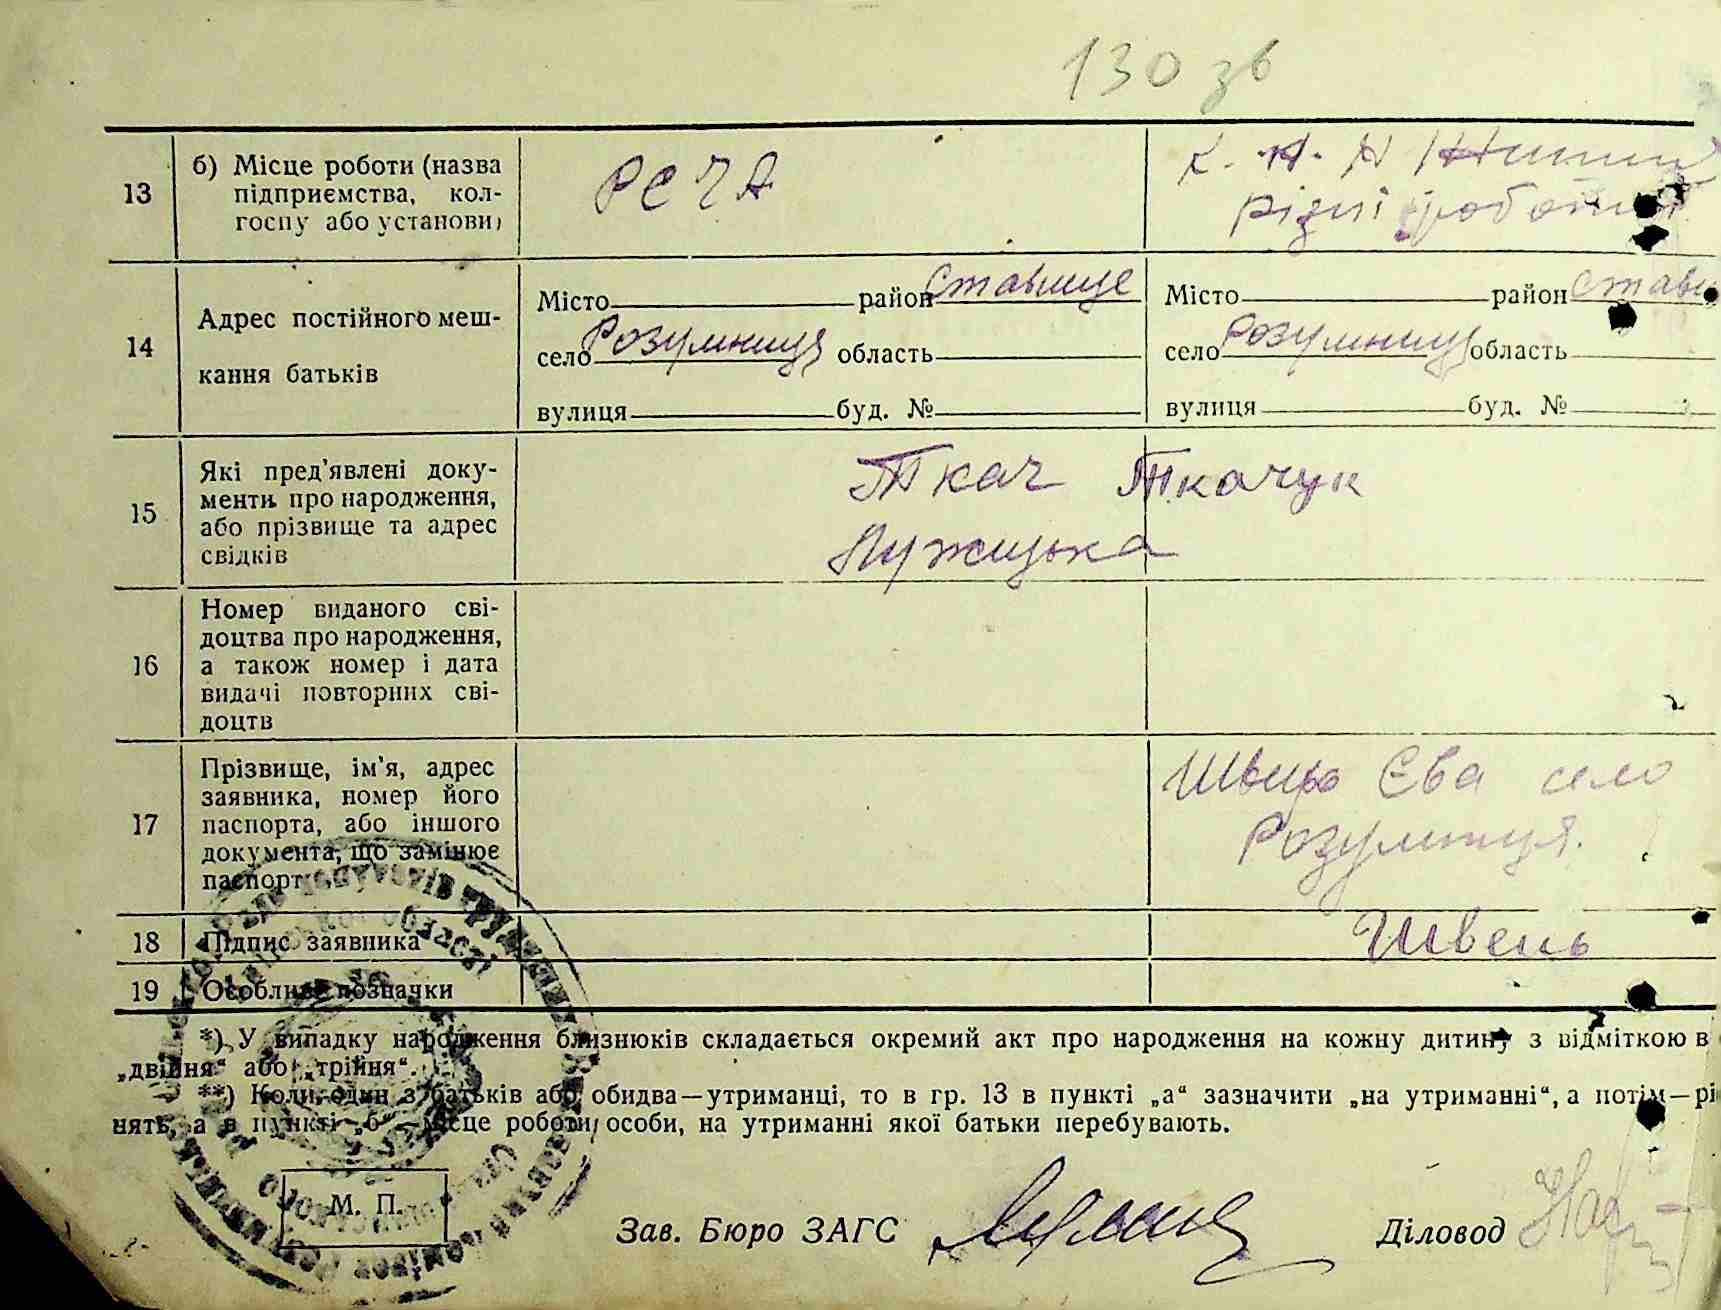 130 зв
13
б) Місце роботи (назва
підприємства, кол-
госпу або установи)
РСЧА
різні роботи
14
Адрес постійного меш-
кання батьків
Місто район Ставище
село Розумниця область
вулиця буд. №
Місто район Стави
село Розумниця область
вулиця буд. №
15
Які пред'явлені доку-
менти про народження,
або прізвище та адрес
свідків
Ткач Ткачук
Лужицька
16
Номер виданого сві-
доцтва про народження,
а також номер і дата
видачі повторних сві-
доцтв
17
Прізвище, ім'я, адрес
заявника, номер його
паспорта, або іншого
документа, що замінює
паспорт
Єва село
Розумниця.
18
Підпис заявника
Швець
19
Особливі позначки
*) У випадку народження близнюків складається окремий акт про народження на кожну дитину з відміткою в
„двійня“ або „трійня“.
**) Коли один з батьків або обидва—утриманці, то в гр. 13 в пункті „а“ зазначити „на утриманні“, а потім—рі
нять, а в пункті „б“—місце роботи особи, на утриманні якої батьки перебувають.
М. П.
Зав. Бюро ЗАГС
Діловод